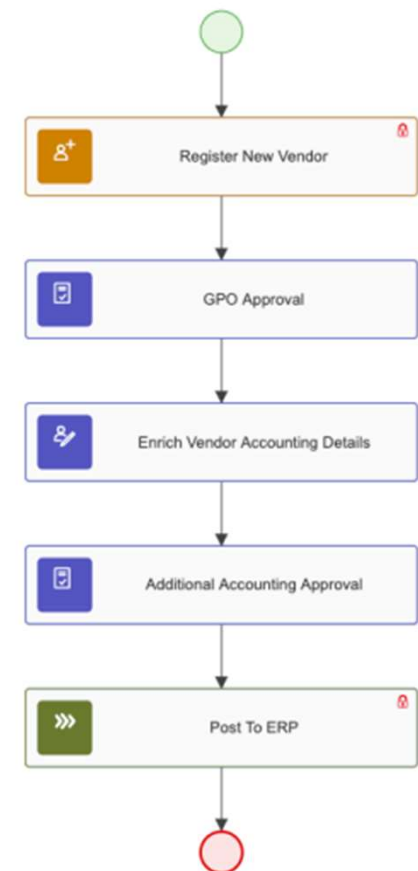 Register New Vendor
GPO Approval
Enrich Vendor Accounting Details
Additional Accounting Approval
Post To ERP